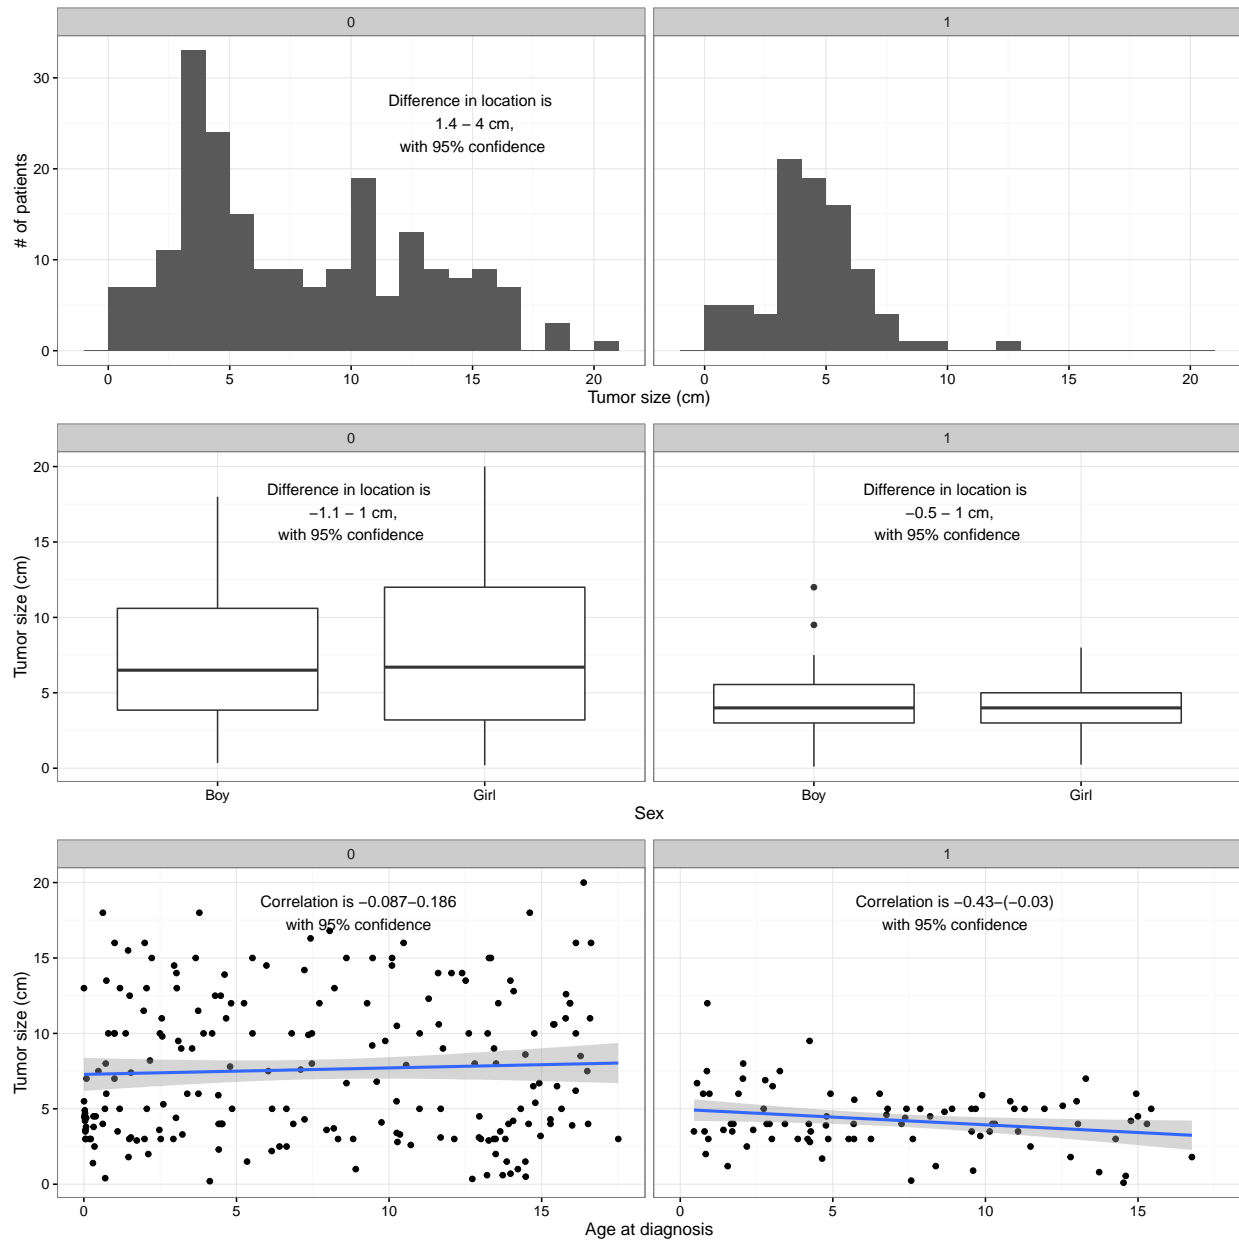 0
1
Difference in location is
1.4 − 4 cm,
with 95% confidence
30
20
10
0
# of patients
0
5
10
15
20
0
5
10
15
20
Tumor size (cm)
0
1
Difference in location is
−1.1 − 1 cm,
with 95% confidence
Difference in location is
−0.5 − 1 cm,
with 95% confidence
20
15
10
5
0
Tumor size (cm)
Boy
Girl
Boy
Girl
Sex
0
1
Correlation is −0.087−0.186
with 95% confidence
Correlation is −0.43−(−0.03)
with 95% confidence
20
15
10
5
0
Tumor size (cm)
0
5
10
15
0
5
10
15
Age at diagnosis